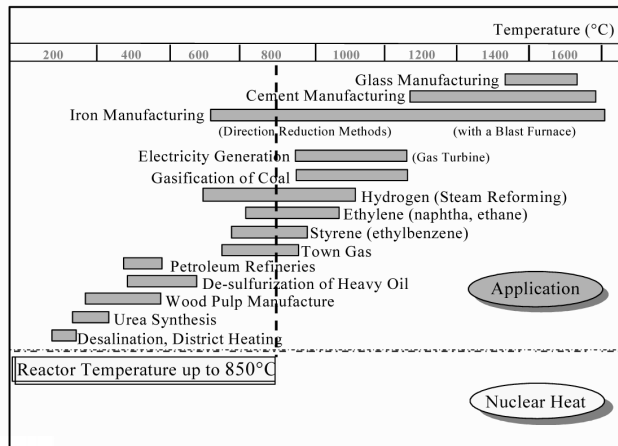 Temperature (°C)
200 400 600 800 1000 1200 1400 1600
Glass Manufacturing
Cement Manufacturing
Iron Manufacturing
(Direction Reduction Methods) (with a Blast Furnace)
Electricity Generation (Gas Turbine)
Gasification of Coal
Hydrogen (Steam Reforming)
Ethylene (naphtha, ethane)
Styrene (ethylbenzene)
Town Gas
Petroleum Refineries
De-sulfurization of Heavy Oil
Application
Wood Pulp Manufacture
Urea Synthesis
Desalination, District Heating
Reactor Temperature up to 850°C
Nuclear Heat